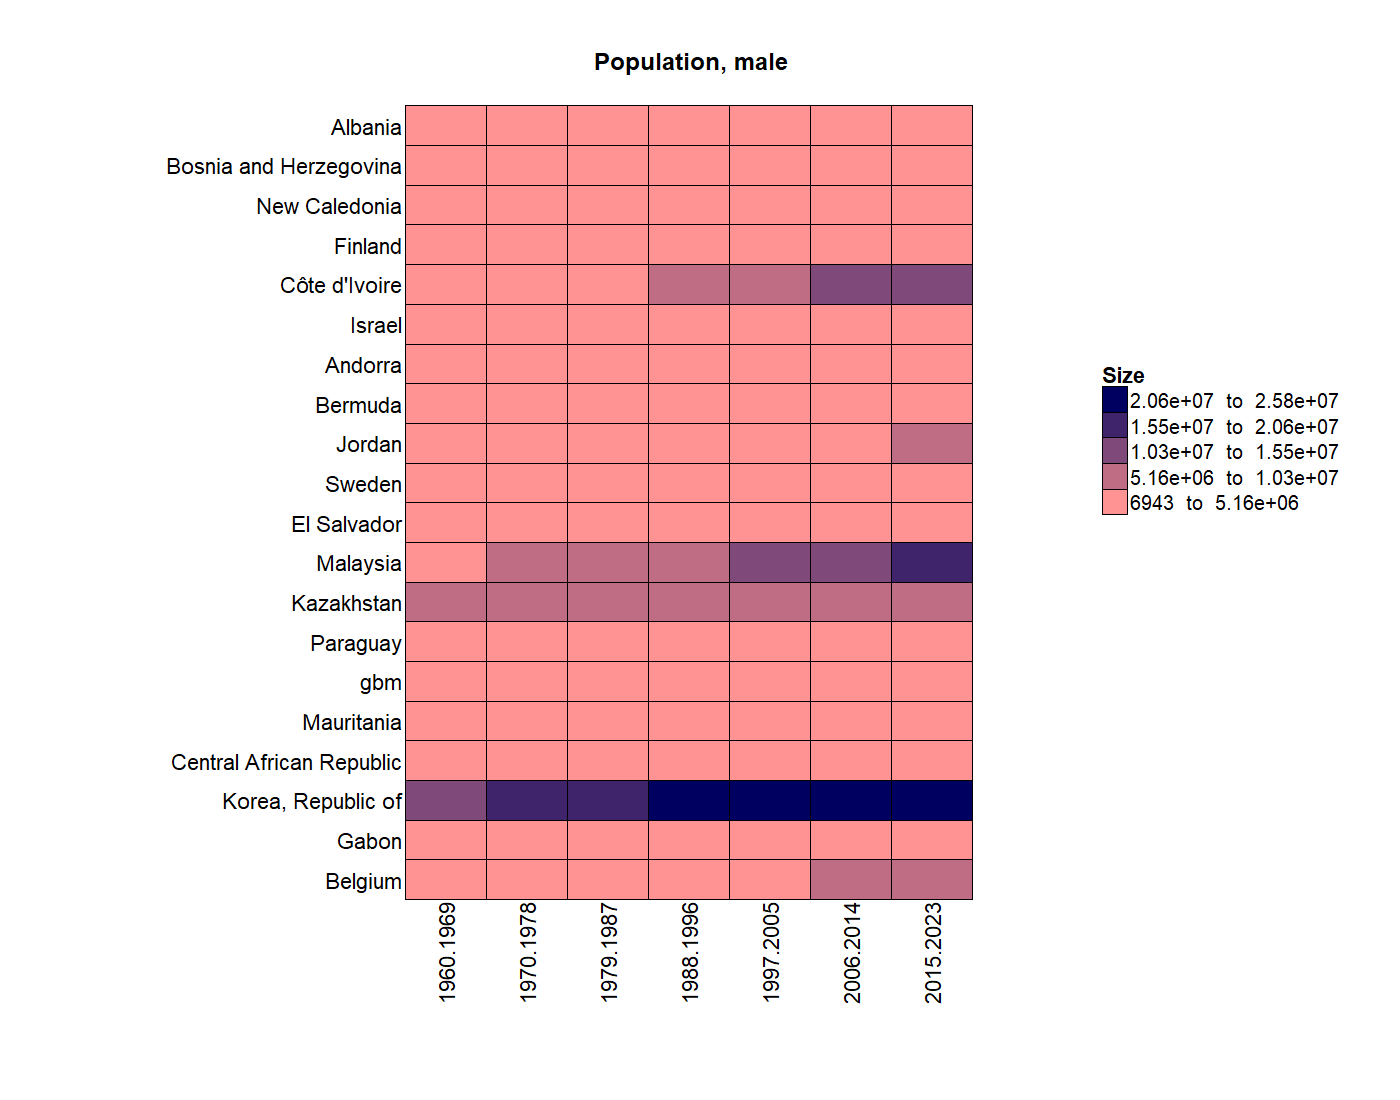 Population, male
Albania
Bosnia and Herzegovina
New Caledonia
Finland
Côte d'Ivoire
Israel
Andorra
Bermuda
Jordan
Sweden
El Salvador
Malaysia
Kazakhstan
Paraguay
gbm
Mauritania
Central African Republic
Korea, Republic of
Gabon
Belgium
1960.1969
1970.1978
1979.1987
1988.1996
1997.2005
2006.2014
2015.2023
Size
2.06e+07 to 2.58e+07
1.55e+07 to 2.06e+07
1.03e+07 to 1.55e+07
5.16e+06 to 1.03e+07
6943 to 5.16e+06